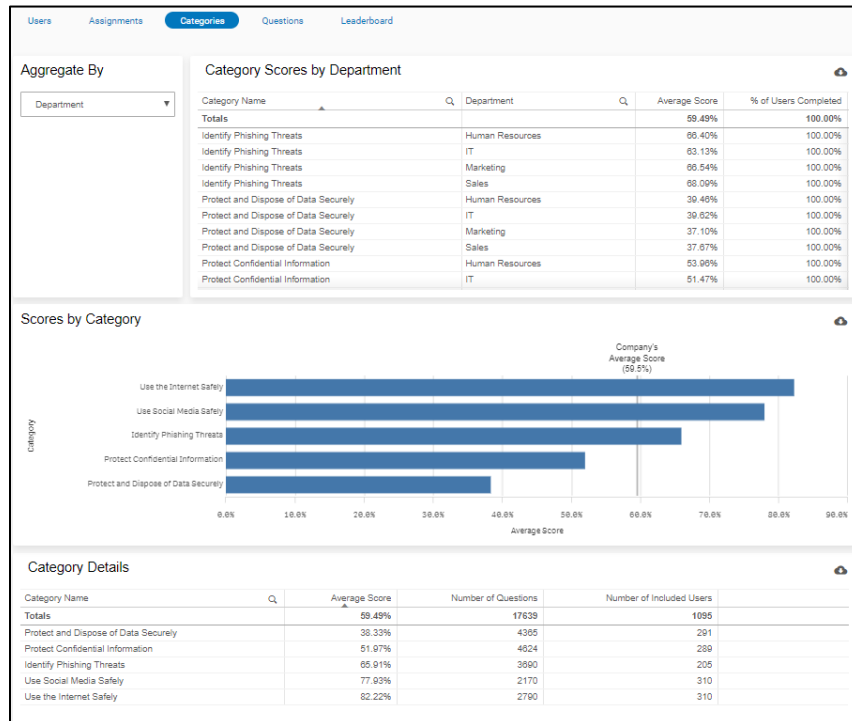 Users Assignments Categories Questions Leaderboard
Aggregate By
Department
Category Scores by Department
Category Name Department Average Score % of Users Completed
Totals 59.49% 100.00%
Identify Phishing Threats Human Resources 66.40% 100.00%
Identify Phishing Threats IT 63.13% 100.00%
Identify Phishing Threats Marketing 66.54% 100.00%
Identify Phishing Threats Sales 68.09% 100.00%
Protect and Dispose of Data Securely Human Resources 39.46% 100.00%
Protect and Dispose of Data Securely IT 39.62% 100.00%
Protect and Dispose of Data Securely Marketing 37.10% 100.00%
Protect and Dispose of Data Securely Sales 37.67% 100.00%
Protect Confidential Information Human Resources 53.96% 100.00%
Protect Confidential Information IT 51.47% 100.00%
Scores by Category
Company's
Average Score
(59.5%)
Category
Use the Internet Safely
Use Social Media Safely
Identify Phishing Threats
Protect Confidential Information
Protect and Dispose of Data Securely
0.0% 10.0% 20.0% 30.0% 40.0% 50.0% 60.0% 70.0% 80.0% 90.0%
Average Score
Category Details
Category Name Average Score Number of Questions Number of Included Users
Totals 59.49% 17639 1095
Protect and Dispose of Data Securely 38.33% 4365 291
Protect Confidential Information 51.97% 4624 289
Identify Phishing Threats 65.91% 3690 205
Use Social Media Safely 77.93% 2170 310
Use the Internet Safely 82.22% 2790 310